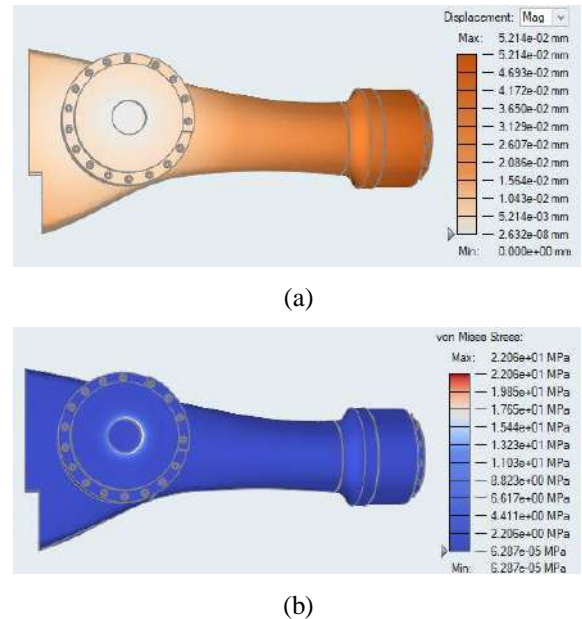 Displacement: Mag
Max: 5.214e-02 mm
5.214e-02 mm
4.693e-02 mm
4.172e-02 mm
3.650e-02 mm
3.129e-02 mm
2.607e-02 mm
2.086e-02 mm
1.564e-02 mm
1.043e-02 mm
5.214e-03 mm
2.632e-08 mm
Min: 0.000e+00 mm
(a)
von Mises Stress:
Max: 2.206e+01 MPa
2.206e+01 MPa
1.985e+01 MPa
1.765e+01 MPa
1.544e+01 MPa
1.323e+01 MPa
1.103e+01 MPa
8.823e+00 MPa
6.617e+00 MPa
4.411e+00 MPa
2.206e+00 MPa
6.287e-05 MPa
Min: 6.287e-05 MPa
(b)